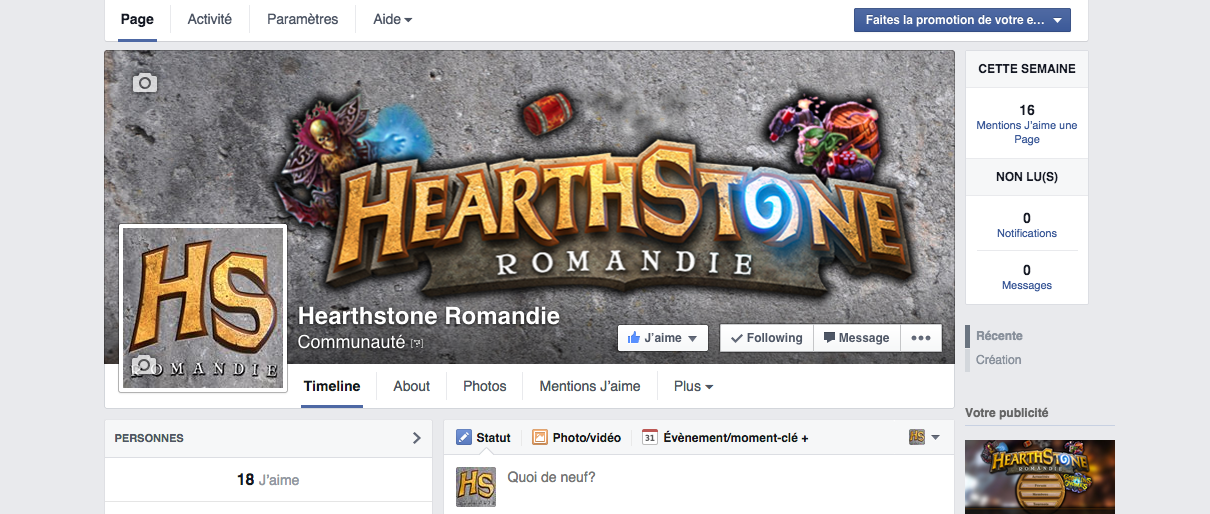 Page Activité Paramètres Aide
Faites la promotion de votre e...
HEARTHSTONE
ROMANDIE
HS
ROMANDIE
Hearthstone Romandie
Communauté [?]
J'aime Following Message •••
Timeline About Photos Mentions J'aime Plus
PERSONNES
18 J'aime
Statut Photo/vidéo 31 Évènement/moment-clé +
HS
HS
Quoi de neuf?
CETTE SEMAINE
16
Mentions J'aime une
Page
NON LU(S)
0
Notifications
0
Messages
Récente
Création
Votre publicité
HEARTHSTONE
ROMANDIE